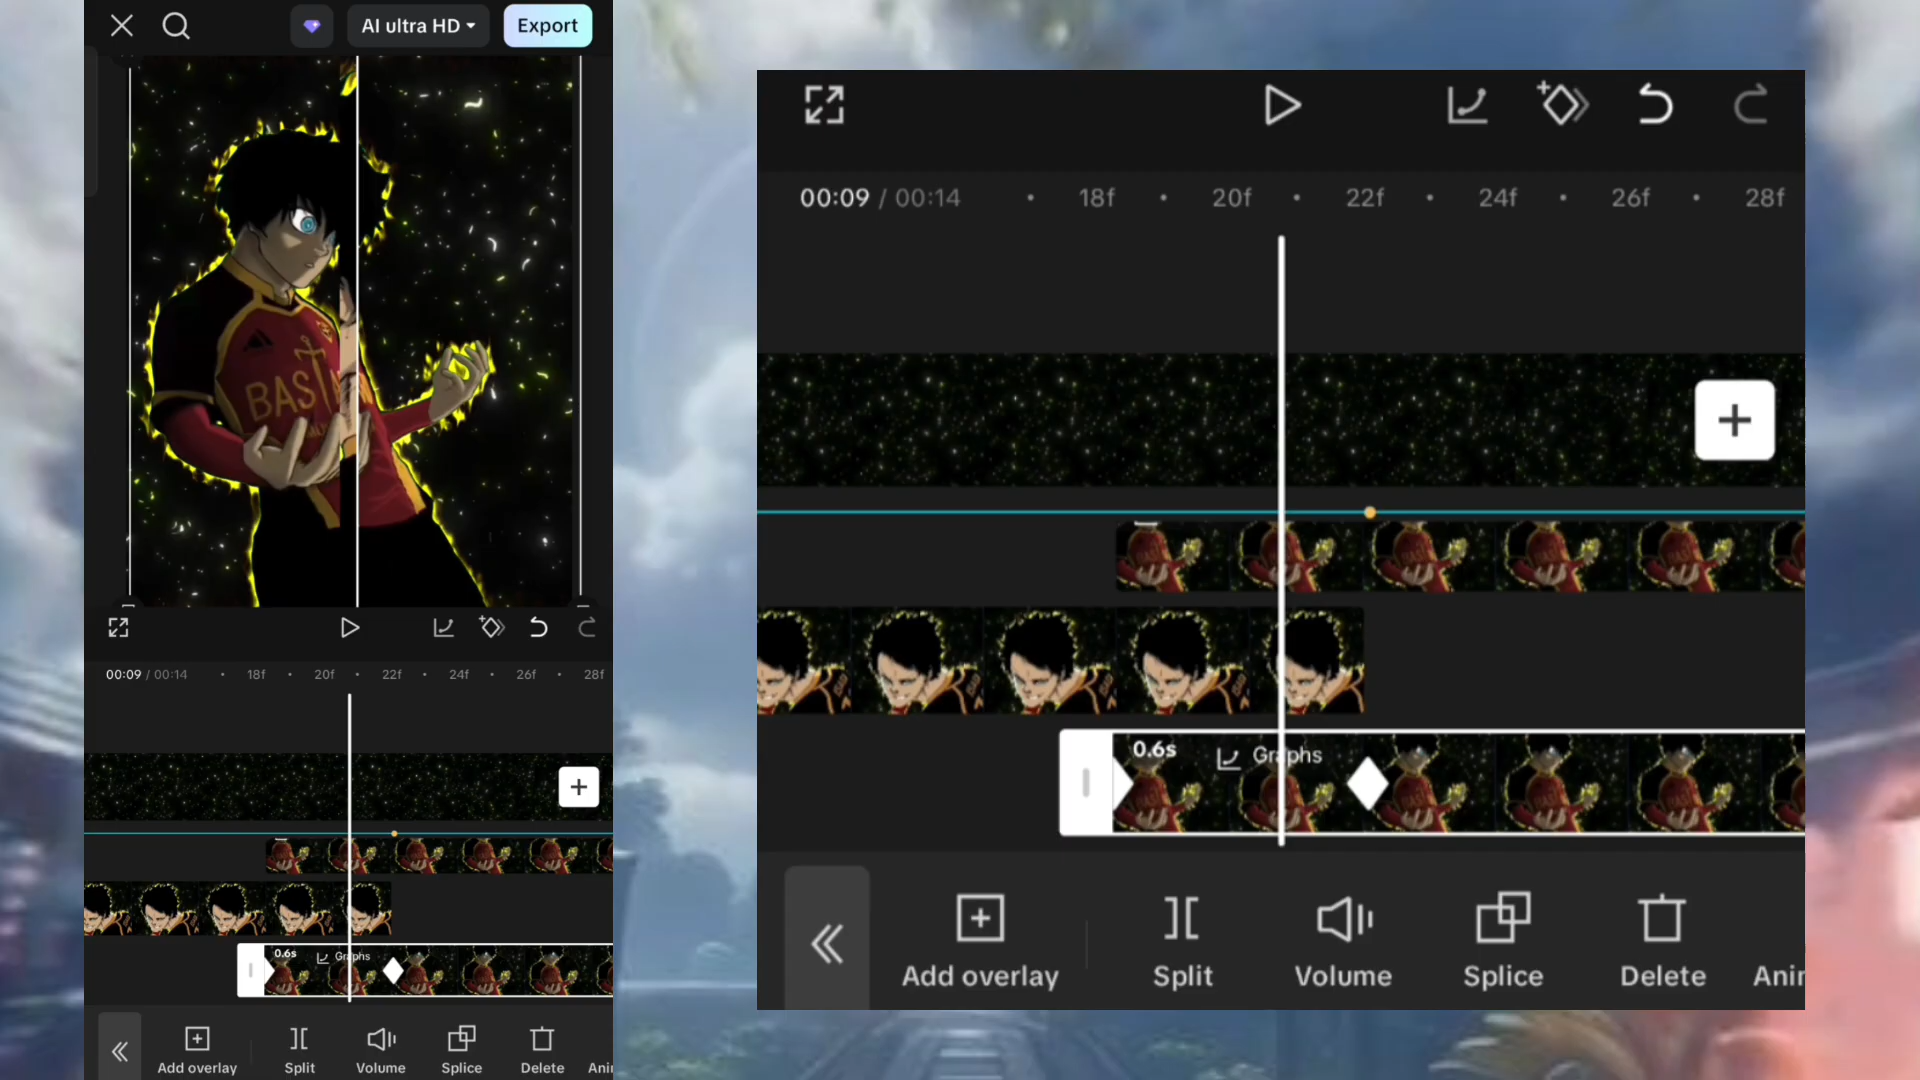 AI ultra HD
Export
00:09 / 00:14
18f
20f
22f
24f
26f
28f
0.6s
Graphs
Add overlay
Split
Volume
Splice
Delete
00:09 / 00:14
18f
20f
22f
24f
26f
28f
0.6s
Graphs
Add overlay
Split
Volume
Splice
Delete
Anir